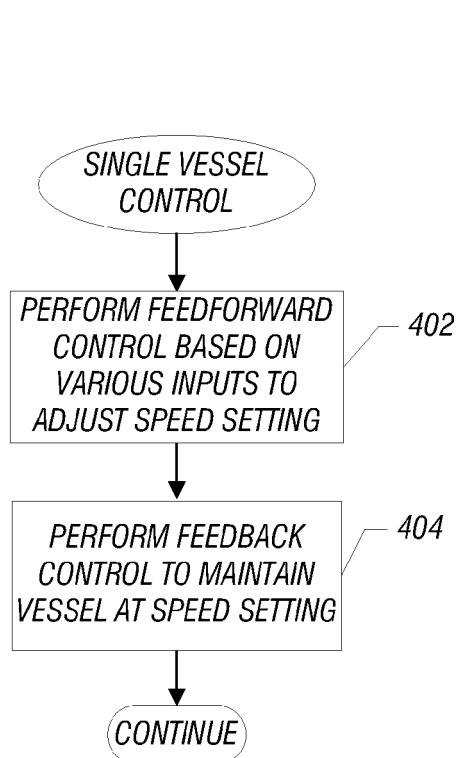 SINGLE VESSEL
CONTROL
PERFORM FEEDFORWARD
CONTROL BASED ON
VARIOUS INPUTS TO
ADJUST SPEED SETTING
402
PERFORM FEEDBACK
CONTROL TO MAINTAIN
VESSEL AT SPEED SETTING
404
CONTINUE